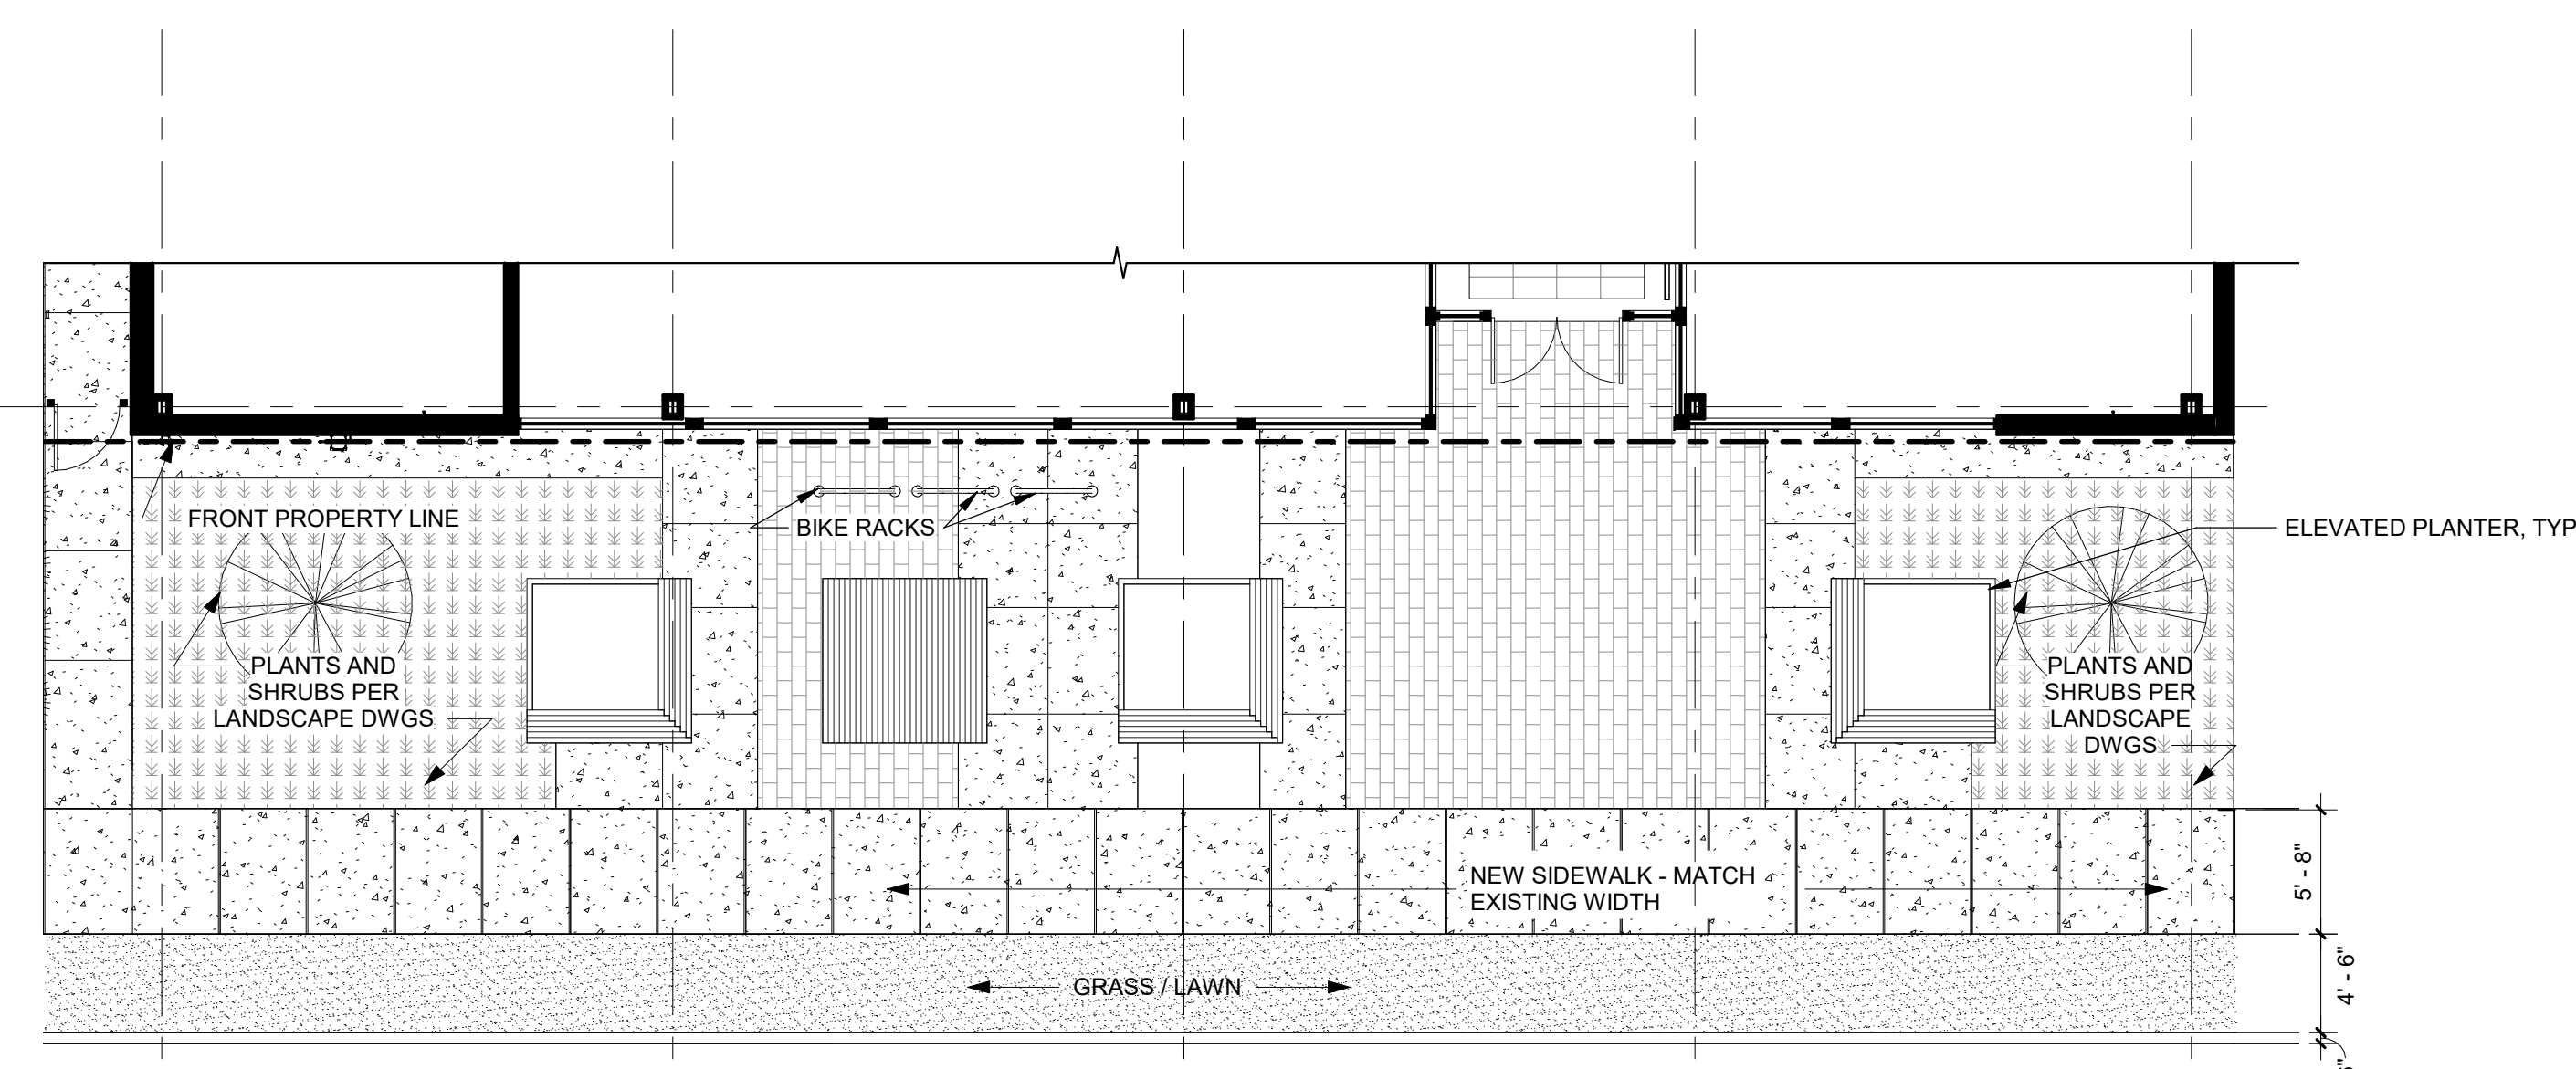 FRONT PROPERTY LINE
BIKE RACKS
ELEVATED PLANTER, TYP
PLANTS AND
SHRUBS PER
LANDSCAPE DWGS
PLANTS AND
SHRUBS PER
LANDSCAPE
DWGS
NEW SIDEWALK - MATCH
EXISTING WIDTH
5' - 8"
GRASS / LAWN
4' - 6"